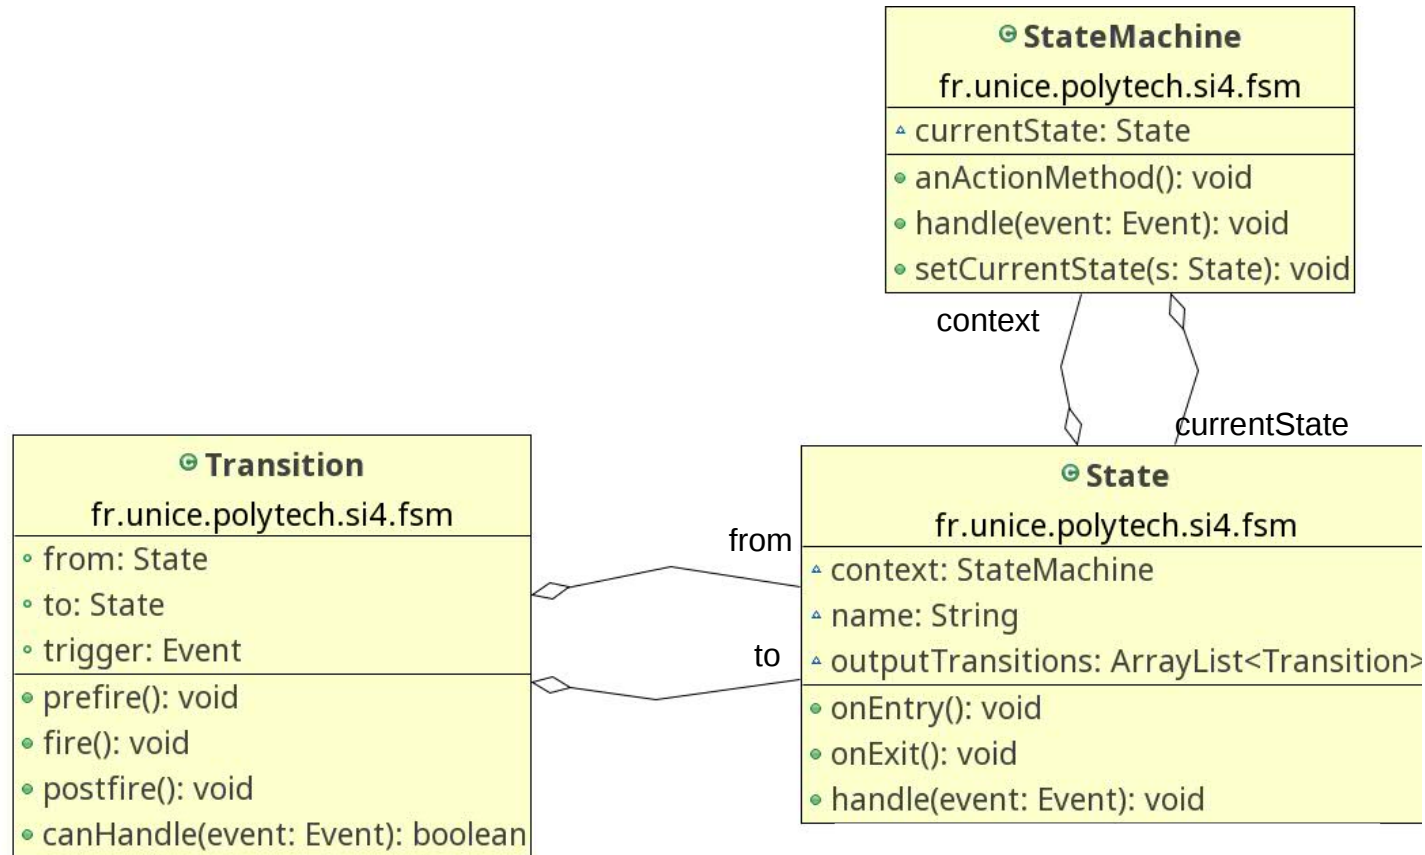 StateMachine
fr.unice.polytech.si4.fsm
currentState: State
anActionMethod(): void
handle(event: Event): void
setCurrentState(s: State): void
context
currentState
Transition
fr.unice.polytech.si4.fsm
from: State
to: State
trigger: Event
prefire(): void
fire(): void
postfire(): void
canHandle(event: Event): boolean
from
to
State
fr.unice.polytech.si4.fsm
context: StateMachine
name: String
outputTransitions: ArrayList<Transition>
onEntry(): void
onExit(): void
handle(event: Event): void